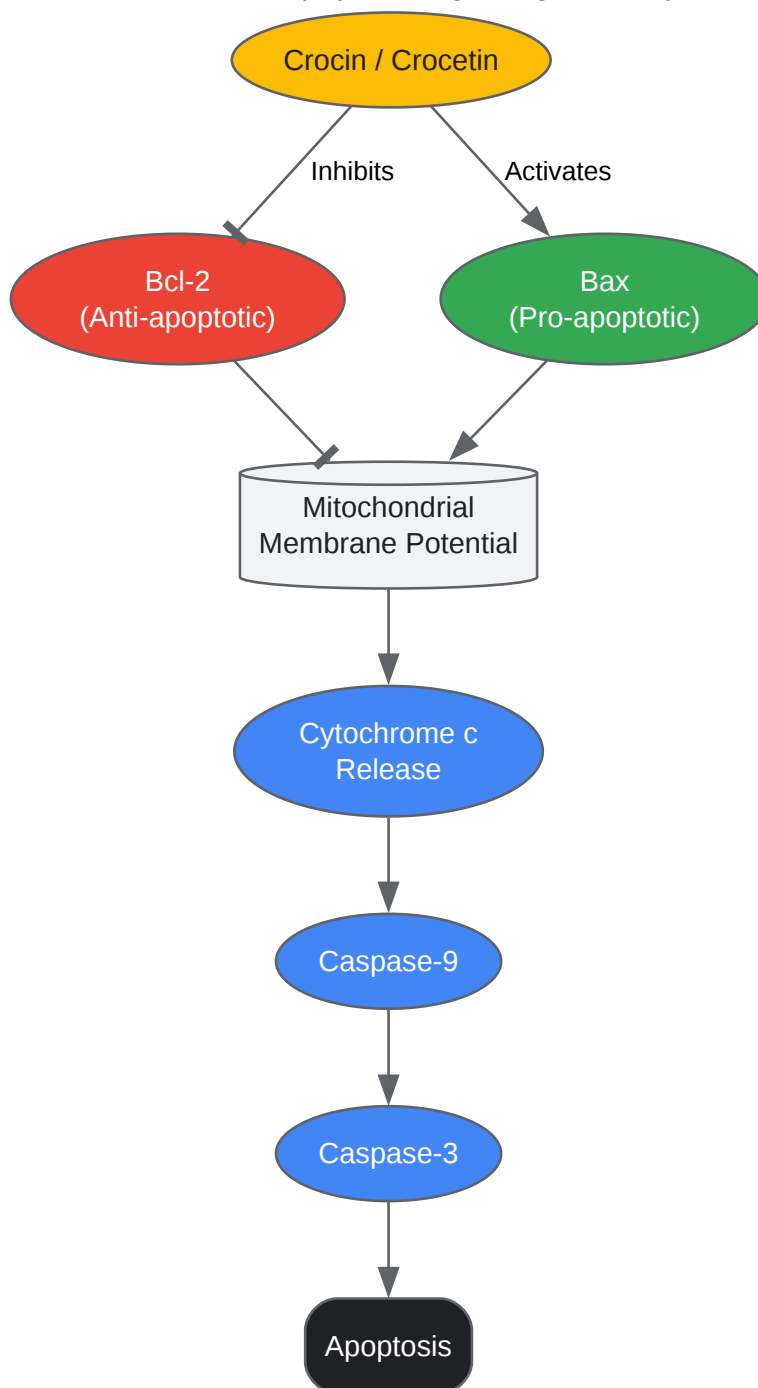 Crocin / Crocetin
Inhibits
Activates
Bcl-2
(Anti-apoptotic)
Bax
(Pro-apoptotic)
Mitochondrial
Membrane Potential
Cytochrome c
Release
Caspase-9
Caspase-3
Apoptosis